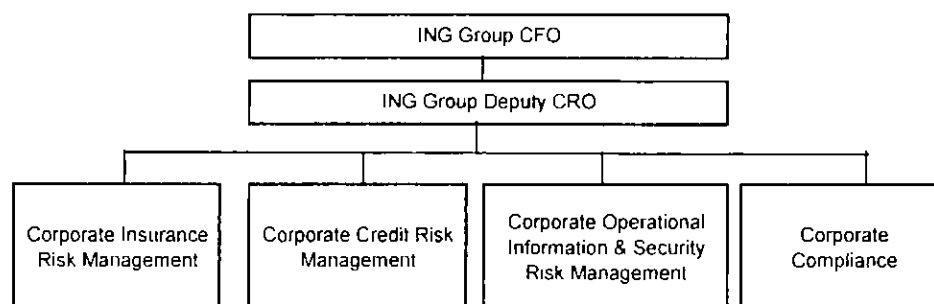 ING Group CFO
ING Group Deputy CRO
Corporate Insurance
Risk Management
Corporate Credit Risk
Management
Corporate Operational
Information & Security
Risk Management
Corporate
Compliance